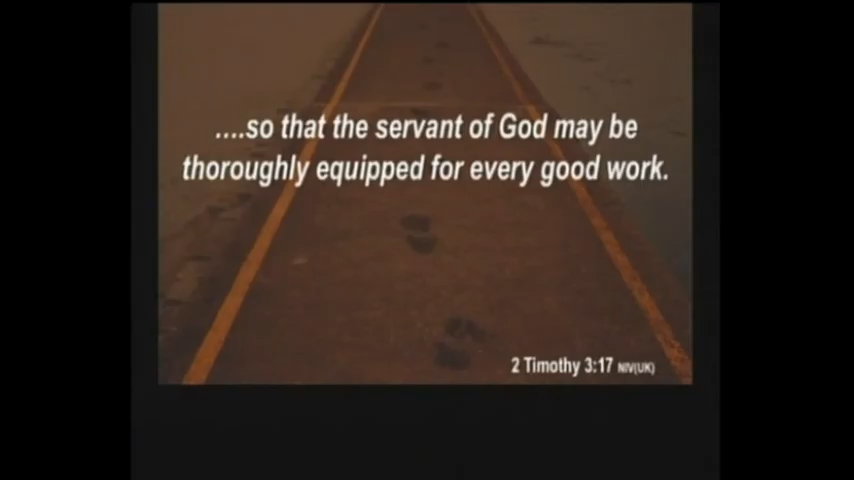 ....so that the servant of God may be
thoroughly equipped for every good work.
2 Timothy 3:17 NIV(UK)